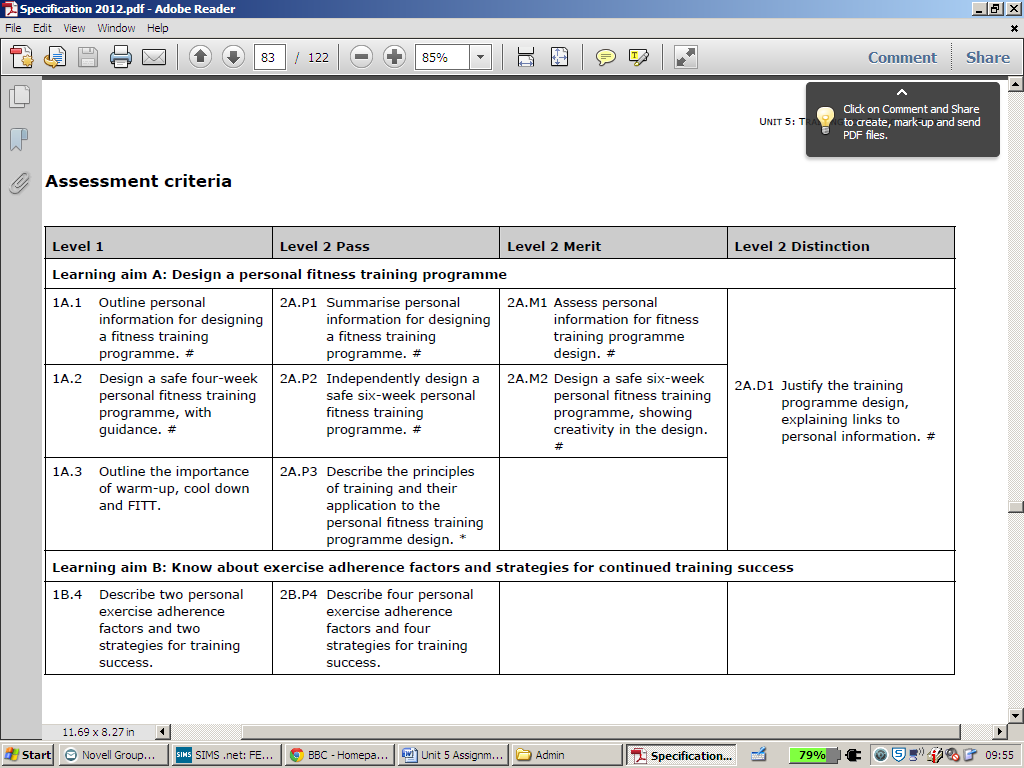 Specification 2012.pdf - Adobe Reader
File Edit View Window Help
83 / 122 85% Comment Share
Click on Comment and Share
to create, mark-up and send
PDF files.
UNIT 5:
Assessment criteria
Level 1 Level 2 Pass Level 2 Merit Level 2 Distinction
Learning aim A: Design a personal fitness training programme
1A.1 Outline personal
information for designing
a fitness training
programme. #
2A.P1 Summarise personal
information for designing
a fitness training
programme. #
2A.M1 Assess personal
information for fitness
training programme
design. #
2A.D1 Justify the training
programme design,
explaining links to
personal information. #
1A.2 Design a safe four-week
personal fitness training
programme, with
guidance. #
2A.P2 Independently design a
safe six-week personal
fitness training
programme. #
2A.M2 Design a safe six-week
personal fitness training
programme, showing
creativity in the design.
#
1A.3 Outline the importance
of warm-up, cool down
and FITT.
2A.P3 Describe the principles
of training and their
application to the
personal fitness training
programme design. *
Learning aim B: Know about exercise adherence factors and strategies for continued training success
1B.4 Describe two personal
exercise adherence
factors and two
strategies for training
success.
2B.P4 Describe four personal
exercise adherence
factors and four
strategies for training
success.
11.69 x 8.27 in
Start Novell Group... SIMS SIMS .net: FE... BBC - Homepa... Unit 5 Assignm... Admin Specification... 79% 09:55